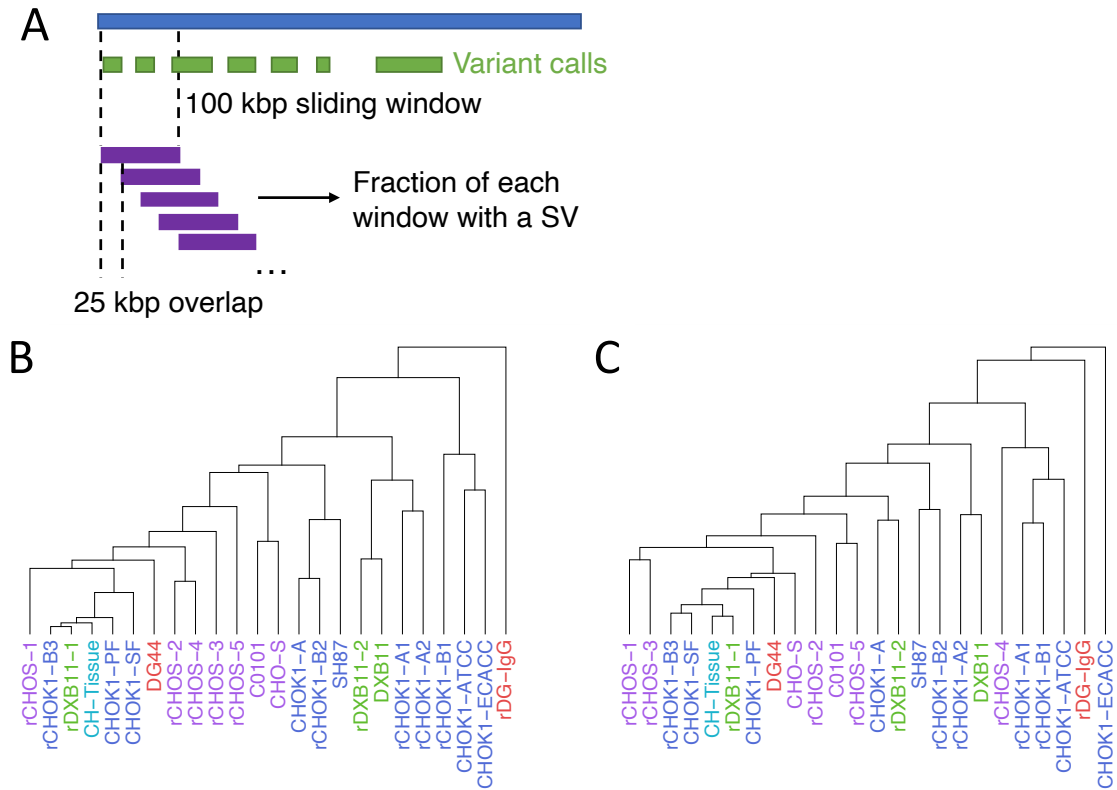 A
Variant calls
100 kbp sliding window
Fraction of each
window with a SV
...
25 kbp overlap
B
rCHOS-1
rCHOK1-B3
rDXB11-1
CH-Tissue
CHOK1-PF
CHOK1-SF
DG44
rCHOS-2
rCHOS-4
rCHOS-3
rCHOS-5
C0101
CHO-S
CHOK1-A
rCHOK1-B2
SH87
rDXB11-2
DXB11
rCHOK1-A1
rCHOK1-A2
rCHOK1-B1
CHOK1-ATCC
CHOK1-ECACC
rDG-IgG
C
rCHOS-1
rCHOS-3
rCHOK1-B3
CHOK1-SF
CH-Tissue
rDXB11-1
CHOK1-PF
DG44
CHO-S
rCHOS-2
C0101
rCHOS-5
CHOK1-A
rDXB11-2
SH87
rCHOK1-B2
rCHOK1-A2
DXB11
rCHOS-4
rCHOK1-A1
rCHOK1-B1
CHOK1-ATCC
rDG-IgG
CHOK1-ECACC